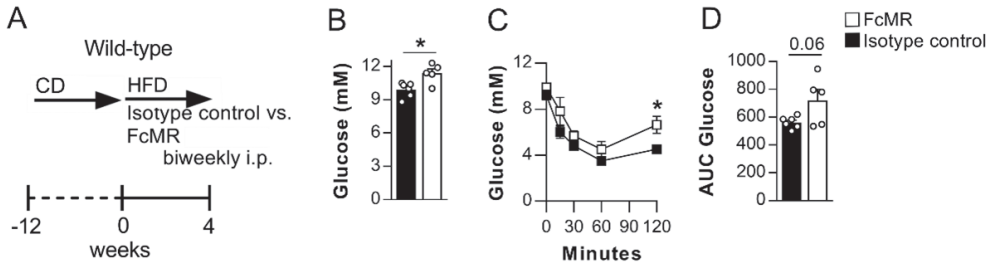 A
Wild-type
CD
HFD
Isotype control vs.
FcMR
biweekly i.p.
-12
0
4
weeks
B
*
Glucose (mM)
12
9
6
3
0
C
Glucose (mM)
12
8
4
0
*
0 30 60 90 120
Minutes
D
FcMR
Isotype control
0.06
AUC Glucose
1000
800
600
400
200
0